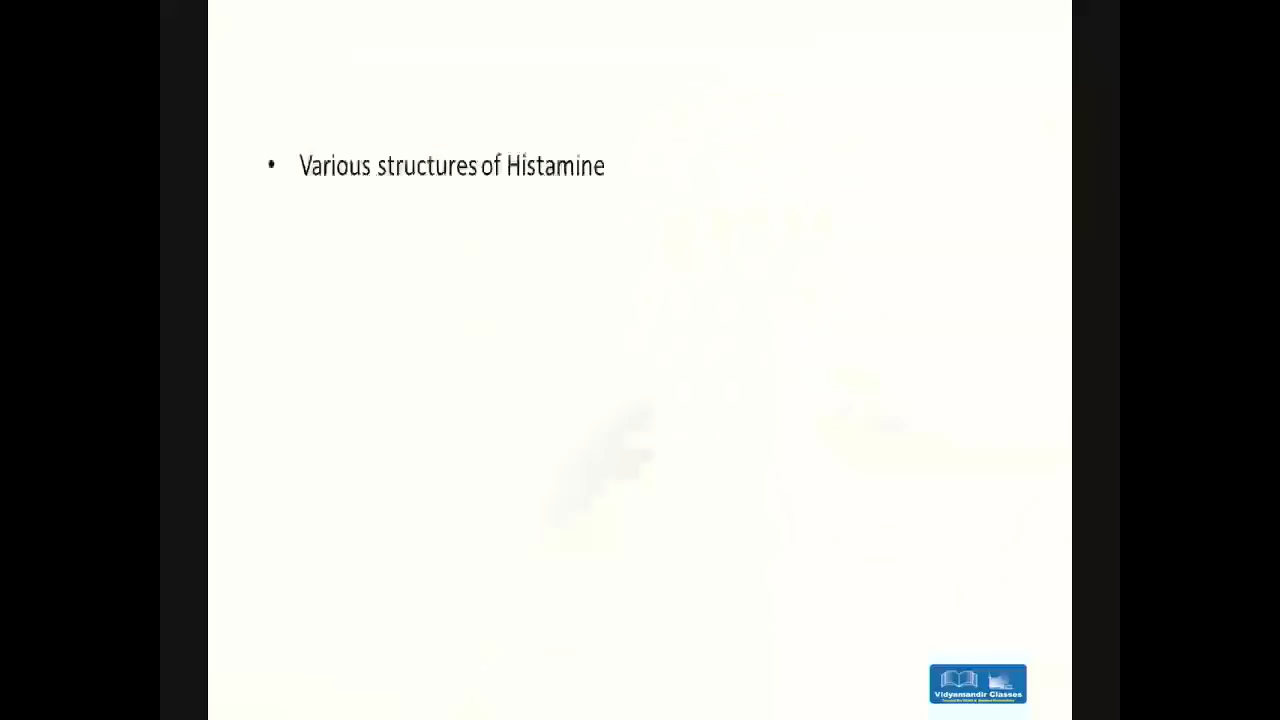 • Various structures of Histamine
Vidyamandir Classes